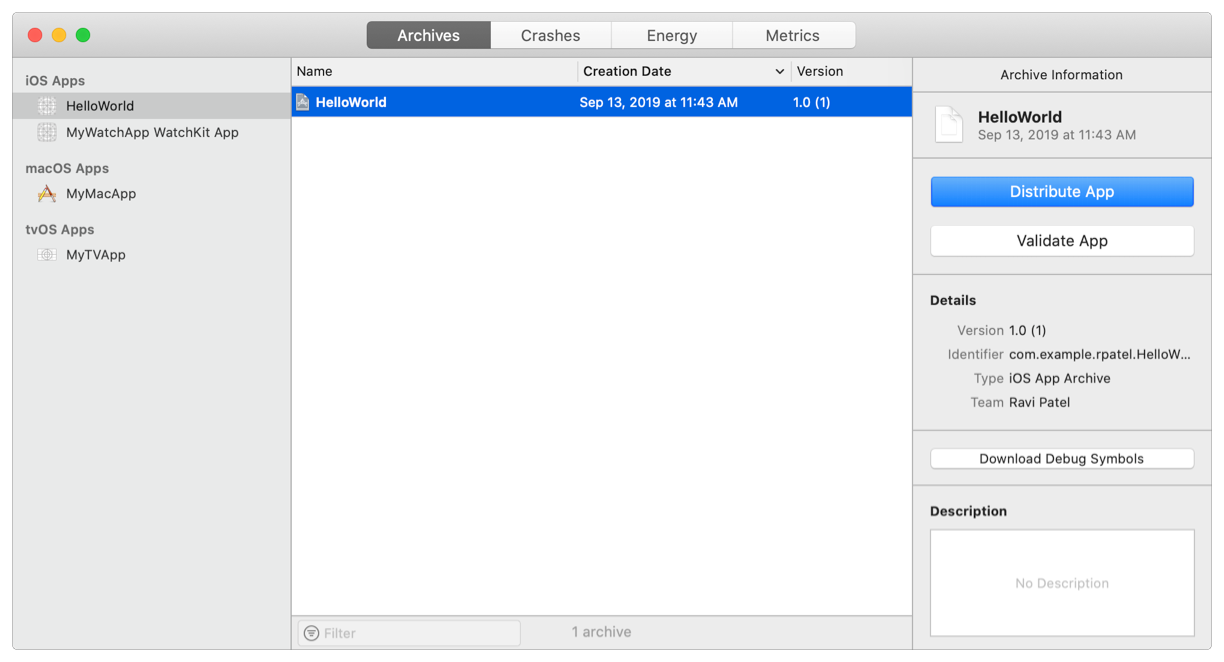 Archives Crashes Energy Metrics
iOS Apps
HelloWorld
MyWatchApp WatchKit App
macOS Apps
MyMacApp
tvOS Apps
MyTVApp
Name Creation Date Version
HelloWorld Sep 13, 2019 at 11:43 AM 1.0 (1)
Filter 1 archive
Archive Information
HelloWorld
Sep 13, 2019 at 11:43 AM
Distribute App
Validate App
Details
Version 1.0 (1)
Identifier com.example.rpatel.HelloW...
Type iOS App Archive
Team Ravi Patel
Download Debug Symbols
Description
No Description